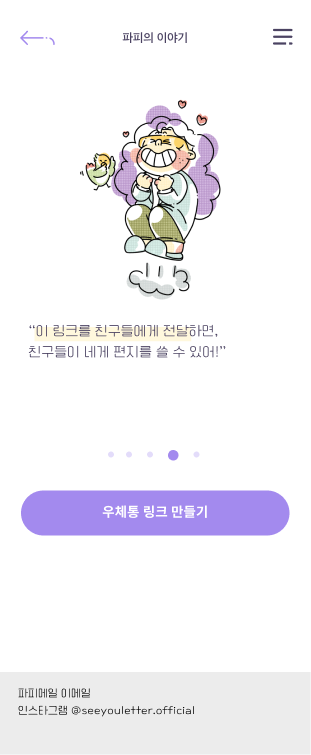 파피의 이야기
“이 링크를 친구들에게 전달하면,
친구들이 네게 편지를 쓸 수 있어!”
우체통 링크 만들기
파피메일 이메일
인스타그램 @seeyouletter.official